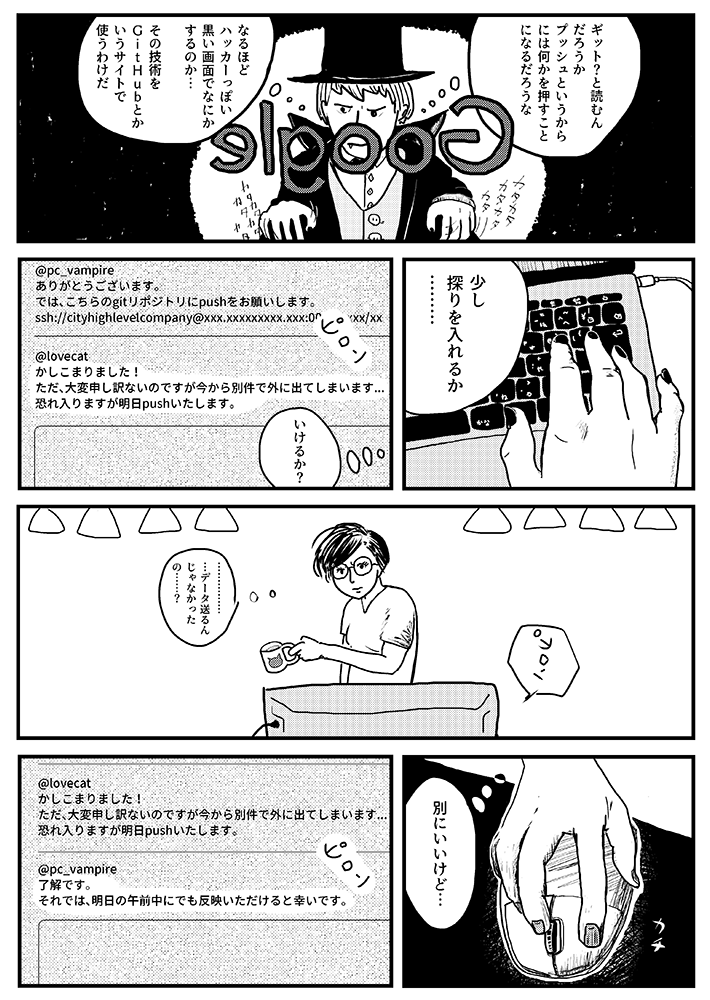 ギット?と読むん
だろうか
プッシュというから
には何かを押すこと
になるだろうな
Google
なるほど
ハッカーっぽい
黒い画面でなにか
するのか…
その技術を
GitHubとか
いうサイトで
使うわけだ
カタカタ
カタカタ
カタカタ
カタカタ
少し
探りを入れるか
………
@pc_vampire
ありがとうございます。
では、こちらのgitリポジトリにpushをお願いします。
ssh://cityhighlevelcompany@xxx.xxxxxxxxx.xxx:00
xx/xx
ピロン
@lovecat
かしこまりました!
ただ、大変申し訳ないのですが今から別件で外に出てしまいます...
恐れ入りますが明日pushいたします。
いけるか?
…………
…データ送るん
じゃなかった
の……?
ピロン
別にいいけど…
カチ
@lovecat
かしこまりました!
ただ、大変申し訳ないのですが今から別件で外に出てしまいます...
恐れ入りますが明日pushいたします。
ピロン
@pc_vampire
了解です。
それでは、明日の午前中にでも反映いただけると幸いです。